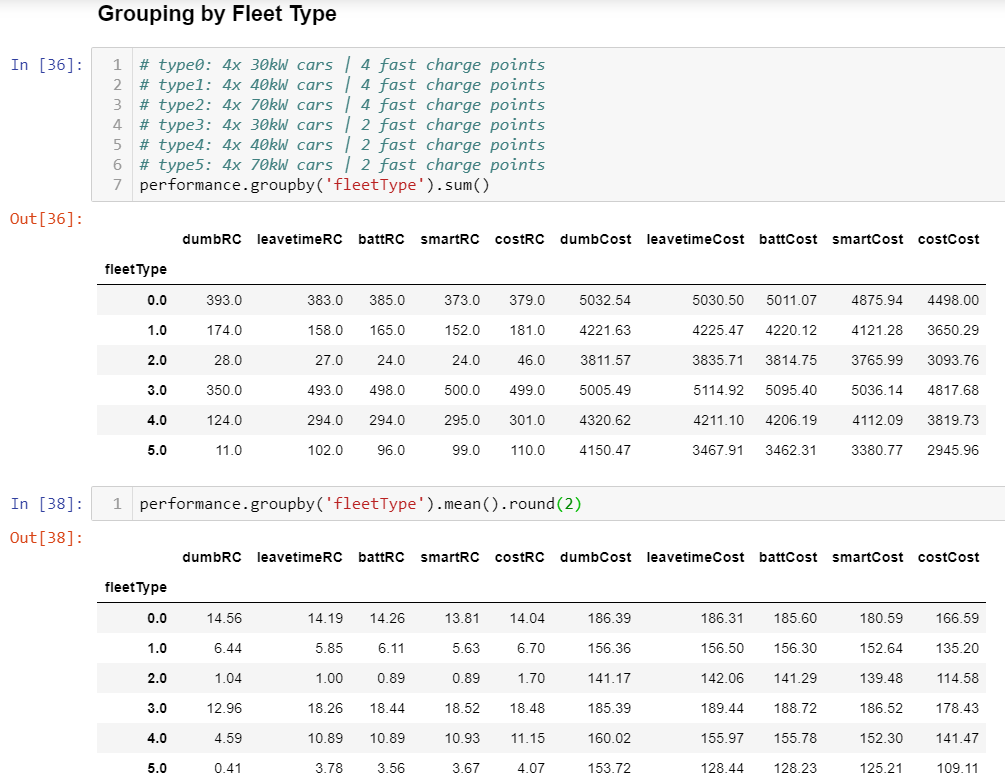 Grouping by Fleet Type
In [36]:
1 # type0: 4x 30kW cars | 4 fast charge points
2 # type1: 4x 40kW cars | 4 fast charge points
3 # type2: 4x 70kW cars | 4 fast charge points
4 # type3: 4x 30kW cars | 2 fast charge points
5 # type4: 4x 40kW cars | 2 fast charge points
6 # type5: 4x 70kW cars | 2 fast charge points
7 performance.groupby('fleetType').sum()
Out[36]:
dumbRC leavetimeRC battRC smartRC costRC dumbCost leavetimeCost battCost smartCost costCost
fleetType
0.0 393.0 383.0 385.0 373.0 379.0 5032.54 5030.50 5011.07 4875.94 4498.00
1.0 174.0 158.0 165.0 152.0 181.0 4221.63 4225.47 4220.12 4121.28 3650.29
2.0 28.0 27.0 24.0 24.0 46.0 3811.57 3835.71 3814.75 3765.99 3093.76
3.0 350.0 493.0 498.0 500.0 499.0 5005.49 5114.92 5095.40 5036.14 4817.68
4.0 124.0 294.0 294.0 295.0 301.0 4320.62 4211.10 4206.19 4112.09 3819.73
5.0 11.0 102.0 96.0 99.0 110.0 4150.47 3467.91 3462.31 3380.77 2945.96
In [38]:
1 performance.groupby('fleetType').mean().round(2)
Out[38]:
dumbRC leavetimeRC battRC smartRC costRC dumbCost leavetimeCost battCost smartCost costCost
fleetType
0.0 14.56 14.19 14.26 13.81 14.04 186.39 186.31 185.60 180.59 166.59
1.0 6.44 5.85 6.11 5.63 6.70 156.36 156.50 156.30 152.64 135.20
2.0 1.04 1.00 0.89 0.89 1.70 141.17 142.06 141.29 139.48 114.58
3.0 12.96 18.26 18.44 18.52 18.48 185.39 189.44 188.72 186.52 178.43
4.0 4.59 10.89 10.89 10.93 11.15 160.02 155.97 155.78 152.30 141.47
5.0 0.41 3.78 3.56 3.67 4.07 153.72 128.44 128.23 125.21 109.11